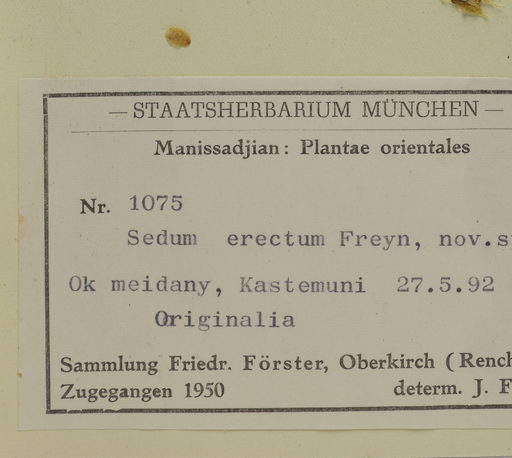 — STAATSHERBARIUM MÜNCHEN —
Manissadjian: Plantae orientales
Nr. 1075
Sedum erectum Freyn, nov.s
Ok meidany, Kastemuni 27.5.92
Originalia
Sammlung Friedr. Förster, Oberkirch (Rench
Zugegangen 1950 determ. J. F